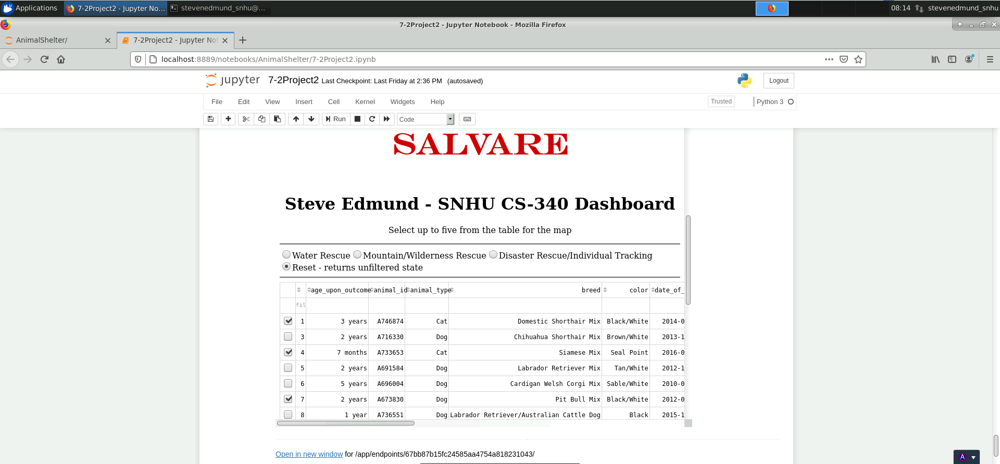 Applications 7-2Project2 - Jupyter No... stevenedmund_snhu@... 08:14 stevenedmund_snhu
7-2Project2 - Jupyter Notebook - Mozilla Firefox
AnimalShelter/ 7-2Project2 - Jupyter Not
localhost:8889/notebooks/AnimalShelter/7-2Project2.ipynb
jupyter 7-2Project2 Last Checkpoint: Last Friday at 2:36 PM (autosaved) Logout
File Edit View Insert Cell Kernel Widgets Help Trusted Python 3
Run Code
SALVARE
Steve Edmund - SNHU CS-340 Dashboard
Select up to five from the table for the map
Water Rescue Mountain/Wilderness Rescue Disaster Rescue/Individual Tracking
Reset - returns unfiltered state
age_upon_outcome animal_id animal_type breed color date_of_
fil
1 3 years A746874 Cat Domestic Shorthair Mix Black/White 2014-0
3 2 years A716330 Dog Chihuahua Shorthair Mix Brown/White 2013-1
4 7 months A733653 Cat Siamese Mix Seal Point 2016-0
5 2 years A691584 Dog Labrador Retriever Mix Tan/White 2012-1
6 5 years A696004 Dog Cardigan Welsh Corgi Mix Sable/White 2010-0
7 2 years A673830 Dog Pit Bull Mix Black/White 2012-0
8 1 year A736551 Dog Labrador Retriever/Australian Cattle Dog Black 2015-1
Open in new window for /app/endpoints/67bb87b15fc24585aa4754a818231043/
A